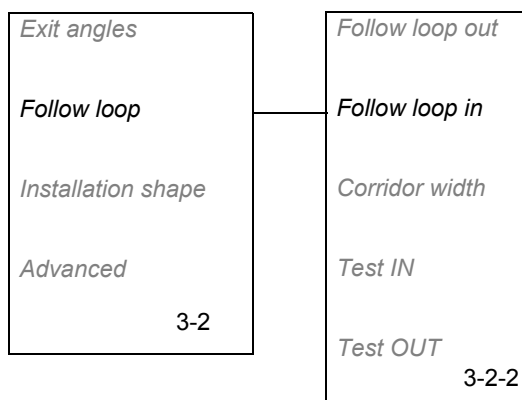 Exit angles
Follow loop
Installation shape
Advanced
3-2
Follow loop out
Follow loop in
Corridor width
Test IN
Test OUT
3-2-2